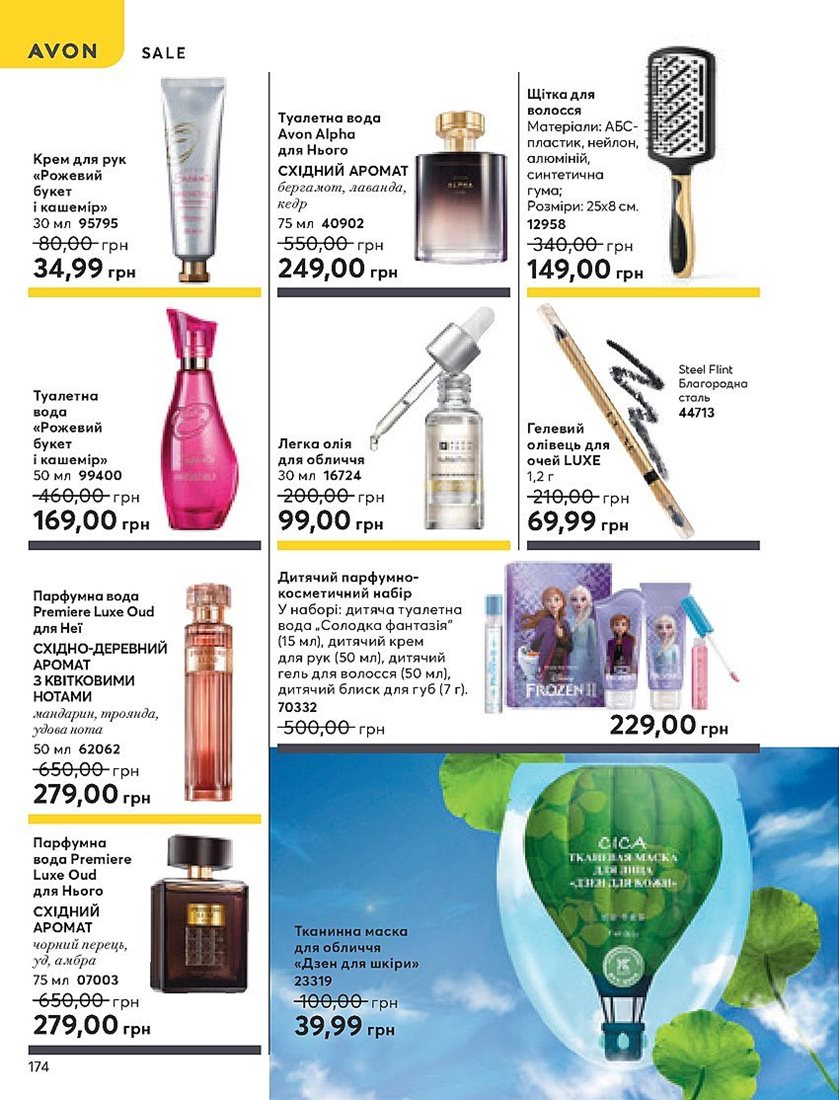 AVON
SALE
Крем для рук
«Рожевий
букет
і кашемір»
30 мл 95795
80,00 грн
34,99 грн
Туалетна вода
Avon Alpha
для Нього
СХІДНИЙ АРОМАТ
бергамот, лаванда,
кедр
75 мл 40902
550,00 грн
249,00 грн
ALPHA
Щітка для
волосся
Матеріали: АБС-
пластик, нейлон,
алюміній,
синтетична
гума;
Розміри: 25х8 см.
12958
340,00 грн
149,00 грн
Туалетна
вода
«Рожевий
букет
і кашемір»
50 мл 99400
460,00 грн
169,00 грн
Легка олія
для обличчя
30 мл 16724
200,00 грн
99,00 грн
Steel Flint
Благородна
сталь
44713
Гелевий
олівець для
очей LUXE
1,2 г
210,00 грн
69,99 грн
Парфумна вода
Premiere Luxe Oud
для Неї
СХІДНО-ДЕРЕВНИЙ
АРОМАТ
З КВІТКОВИМИ
НОТАМИ
мандарин, троянда,
удова нота
50 мл 62062
650,00 грн
279,00 грн
Дитячий парфумно-
косметичний набір
У наборі: дитяча туалетна
вода „Солодка фантазія"
(15 мл), дитячий крем
для рук (50 мл), дитячий
гель для волосся (50 мл),
дитячий блиск для губ (7 г).
70332
500,00 грн
229,00 грн
Disney
FROZEN II
Парфумна
вода Premiere
Luxe Oud
для Нього
СХІДНИЙ
АРОМАТ
чорний перець,
уд, амбра
75 мл 07003
650,00 грн
279,00 грн
Тканинна маска
для обличчя
«Дзен для шкіри»
23319
100,00 грн
39,99 грн
CICA
ТКАНЕВАЯ МАСКА
ДЛЯ ЛИЦА
«ДЗЕН ДЛЯ КОЖИ»
174